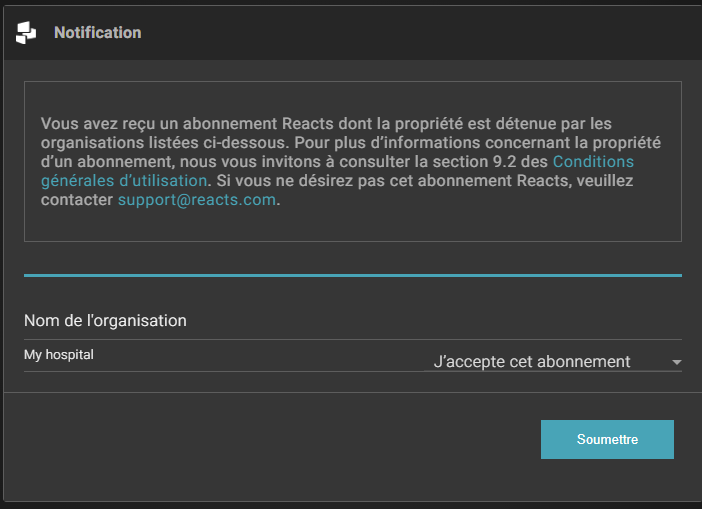 Notification
Vous avez reçu un abonnement Reacts dont la propriété est détenue par les
organisations listées ci-dessous. Pour plus d’informations concernant la propriété
d’un abonnement, nous vous invitons à consulter la section 9.2 des Conditions
générales d’utilisation. Si vous ne désirez pas cet abonnement Reacts, veuillez
contacter support@reacts.com.
Nom de l'organisation
My hospital
J’accepte cet abonnement
Soumettre